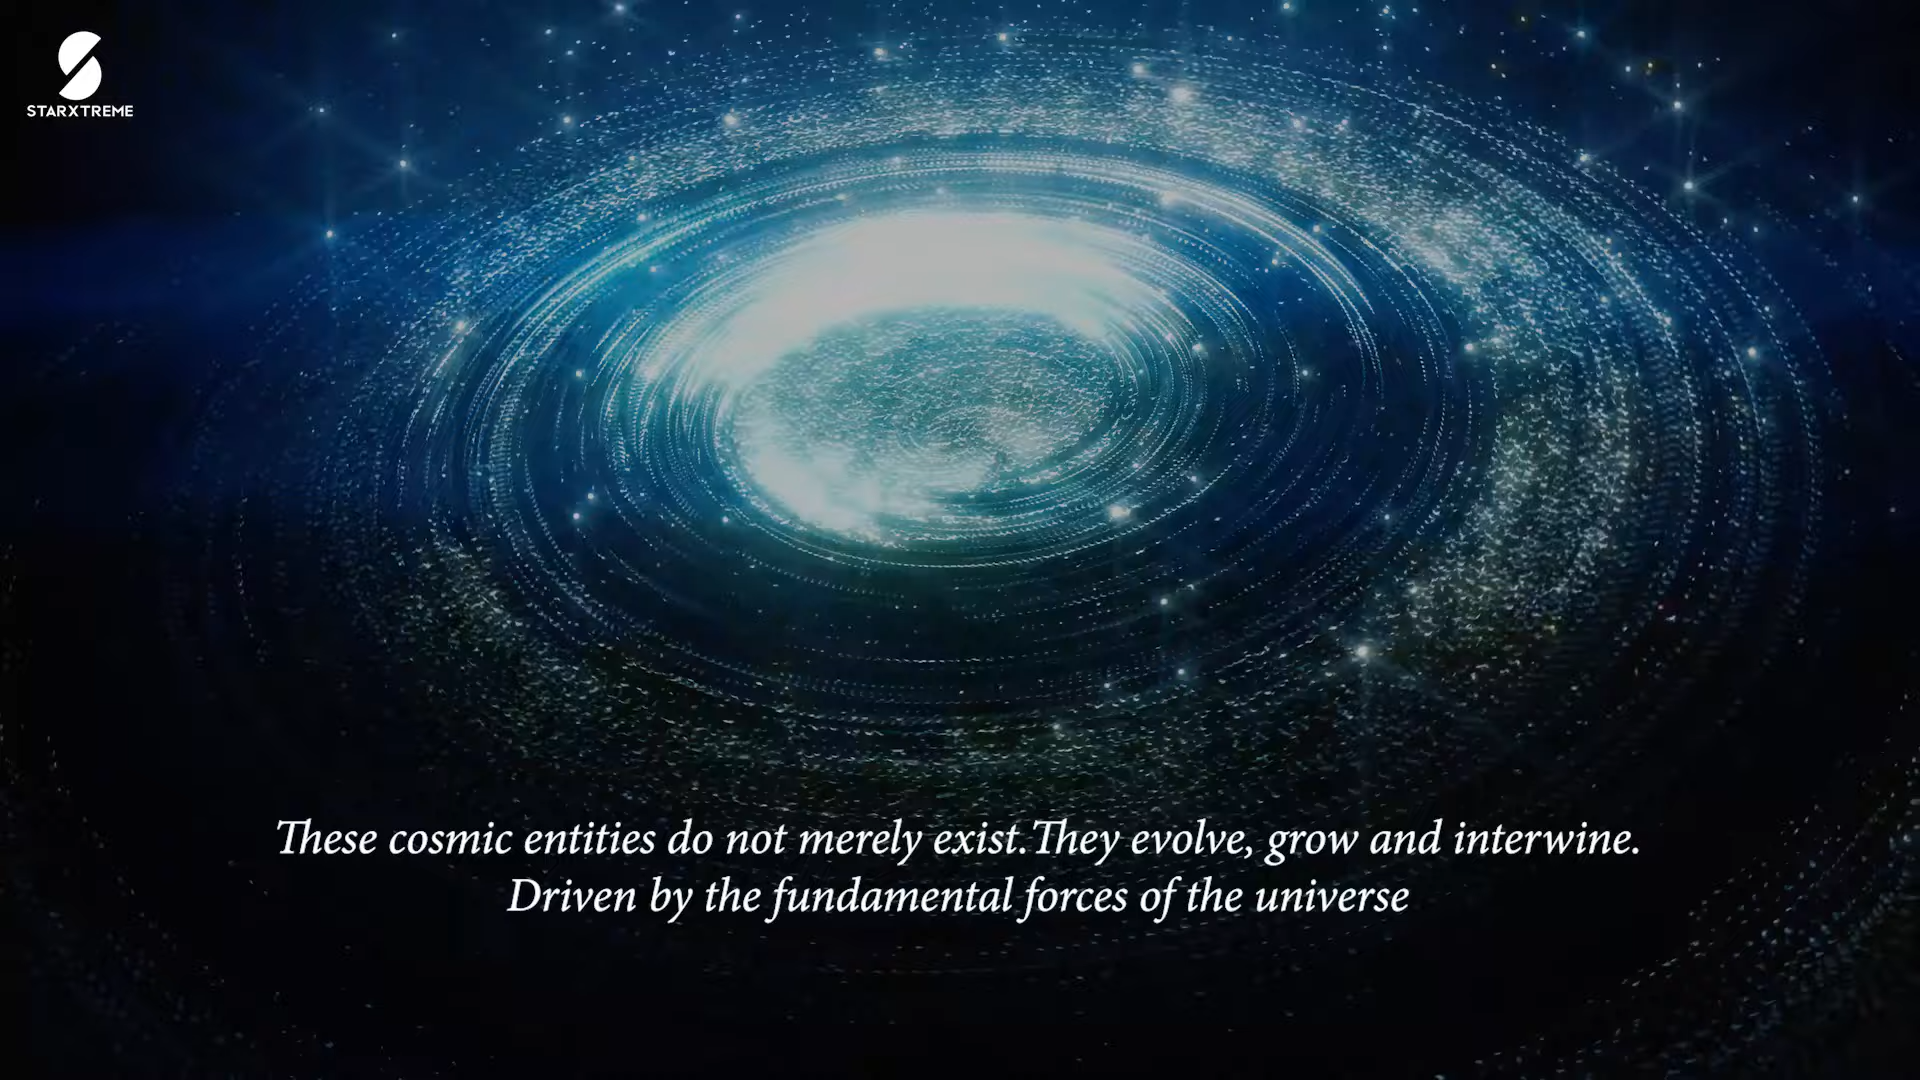 STARXTREME
These cosmic entities do not merely exist.They evolve, grow and interwine.
Driven by the fundamental forces of the universe